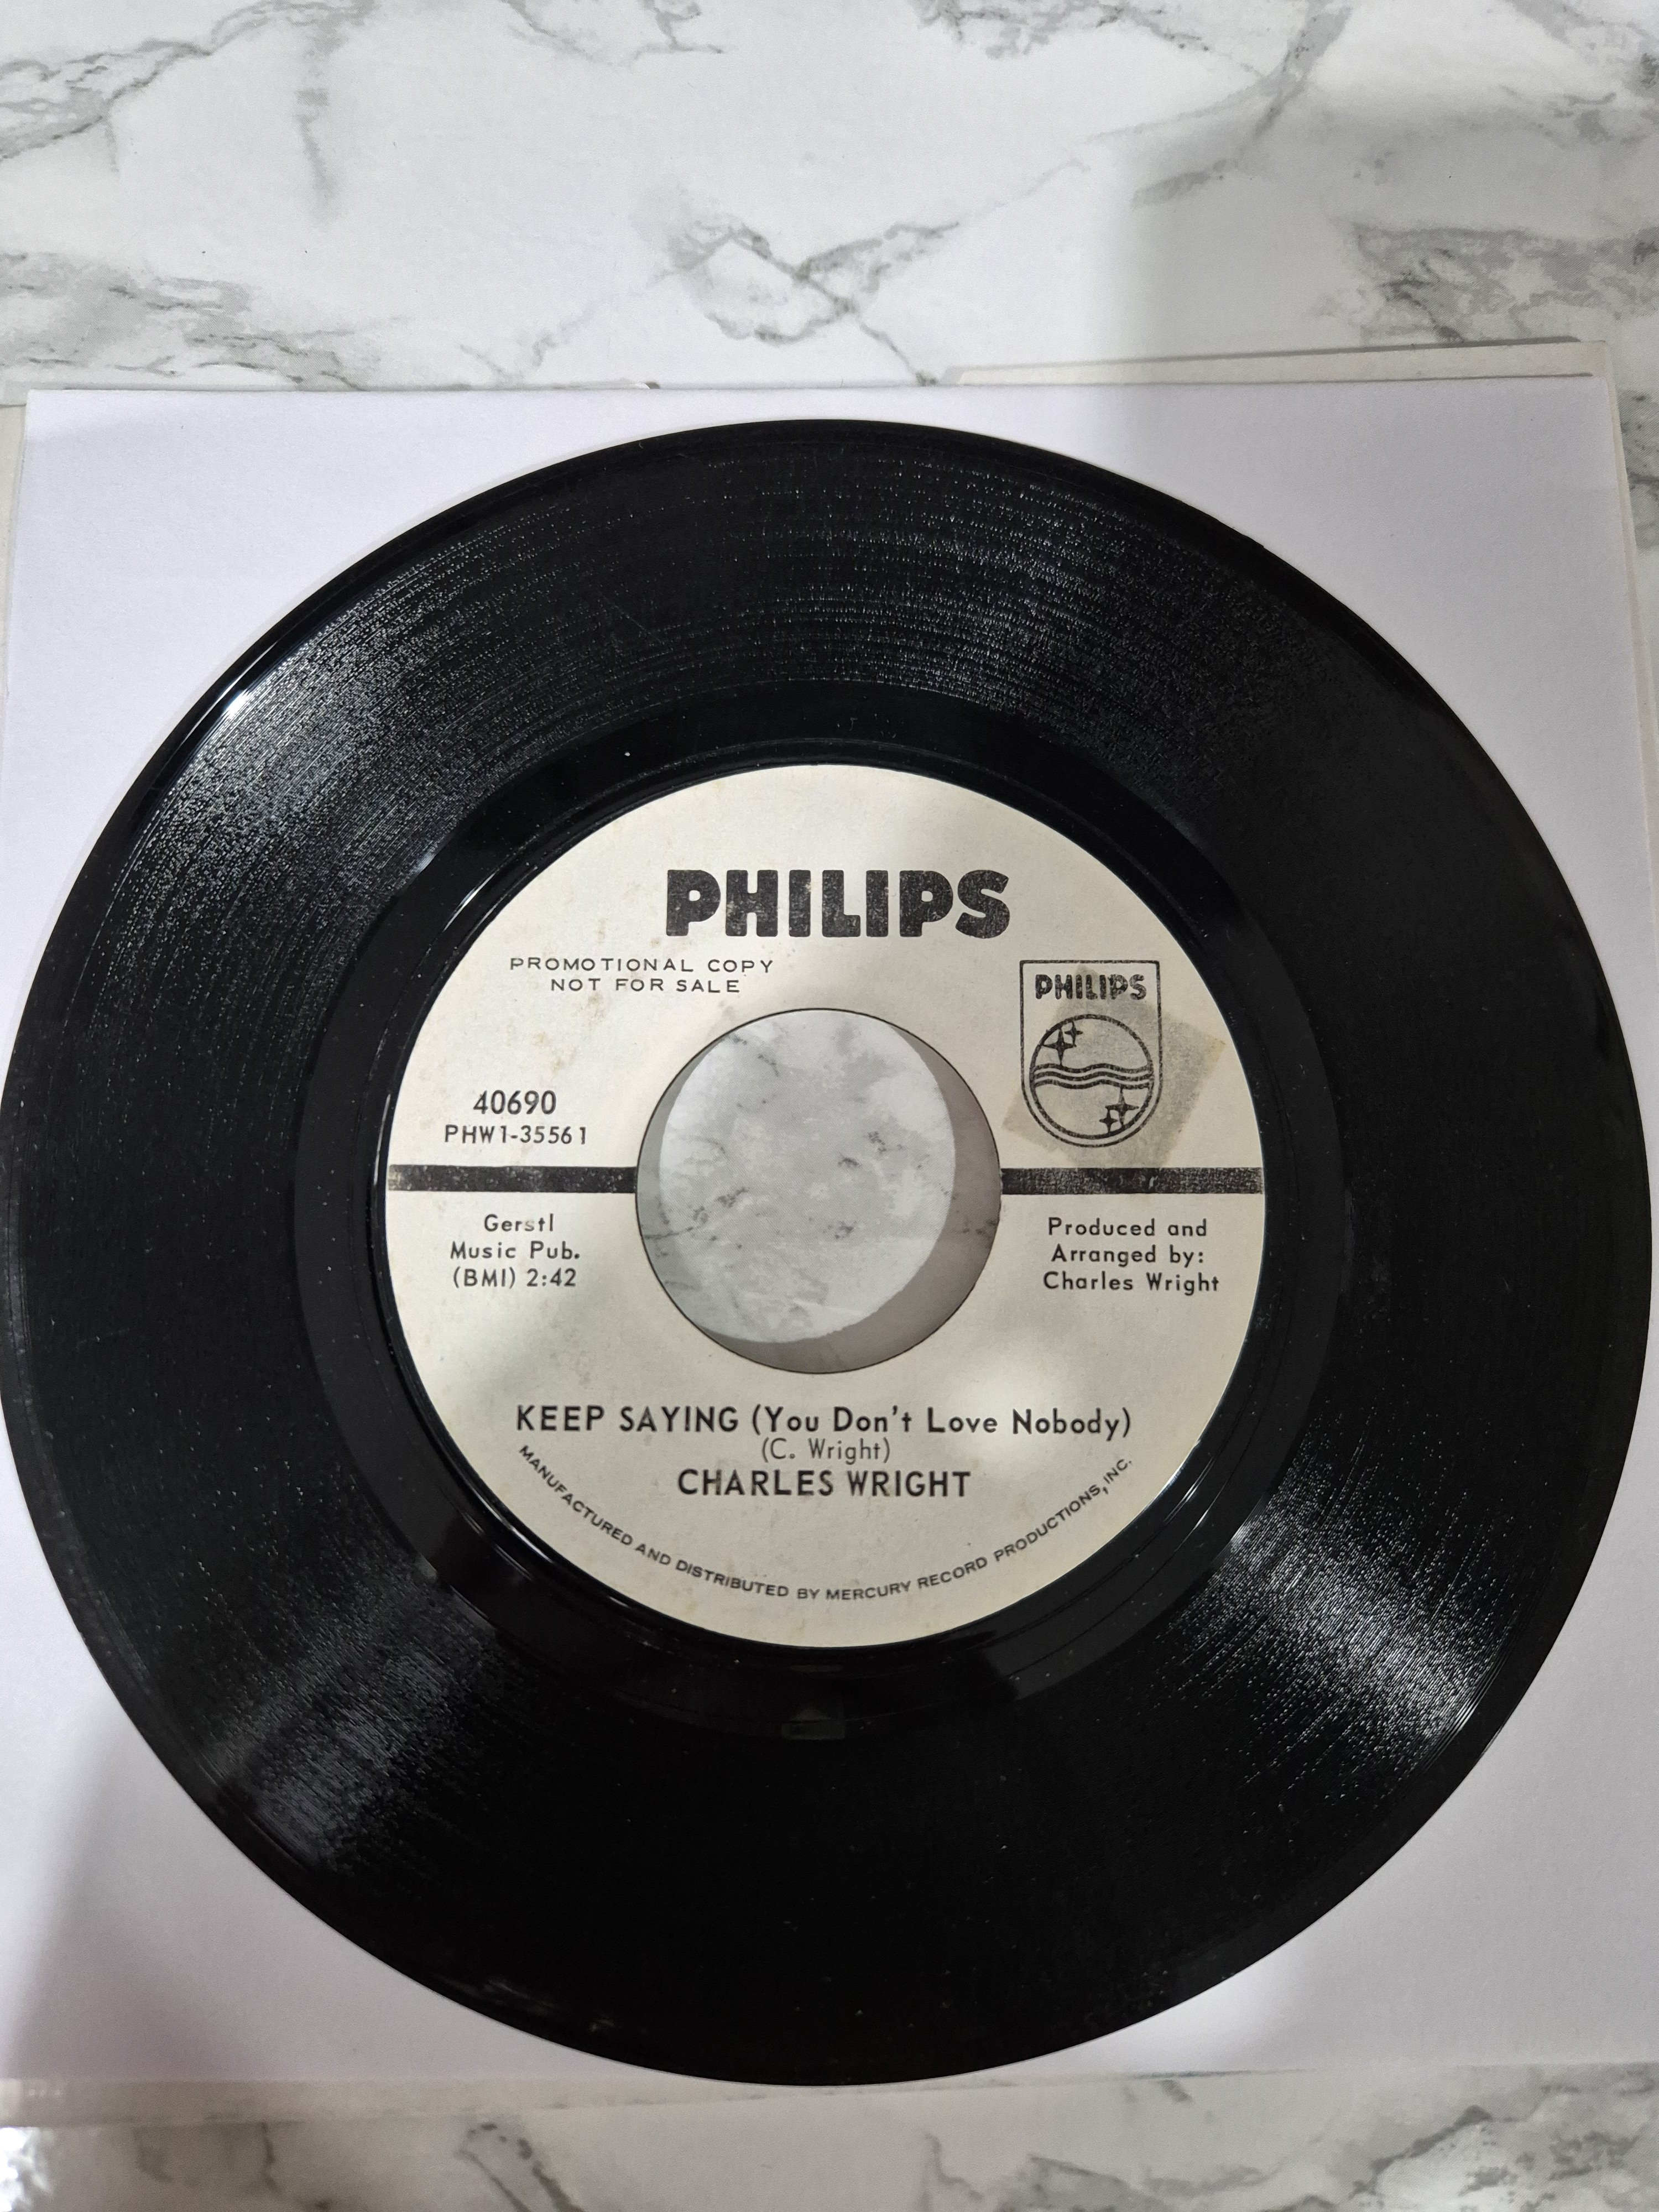 PHILIPS
PROMOTIONAL COPY
NOT FOR SALE
PHILIPS
40690
PHW1-35561
Gerstl
Music Pub.
(BMI) 2:42
Produced and
Arranged by:
Charles Wright
KEEP SAYING (You Don't Love Nobody)
(C. Wright)
CHARLES WRIGHT
MANUFACTURED AND DISTRIBUTED BY MERCURY RECORD PRODUCTIONS, INC.